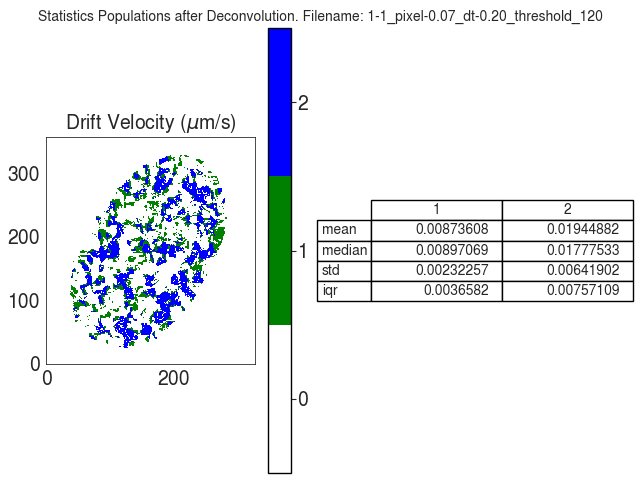 Statistics Populations after Deconvolution. Filename: 1-1_pixel-0.07_dt-0.20_threshold_120
Drift Velocity (μm/s)
300
200
100
0
0 200
2
1
0
1 2
mean 0.00873608 0.01944882
median 0.00897069 0.01777533
std 0.00232257 0.00641902
iqr 0.0036582 0.00757109